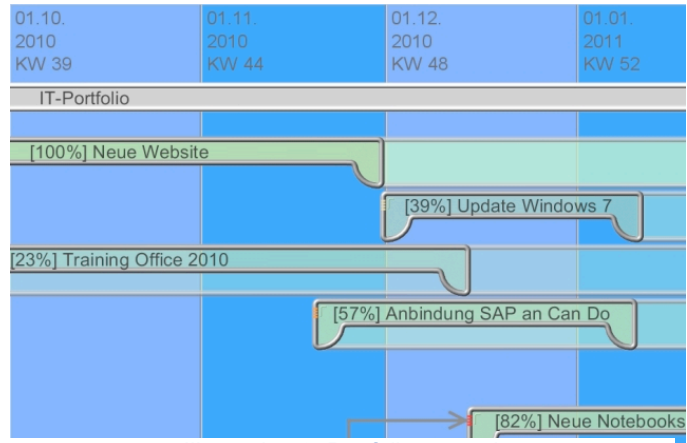 01.10. 01.11. 01.12. 01.01.
2010 2010 2010 2011
KW 39 KW 44 KW 48 KW 52
IT-Portfolio
[100%] Neue Website
[39%] Update Windows 7
[23%] Training Office 2010
[57%] Anbindung SAP an Can Do
[82%] Neue Notebooks